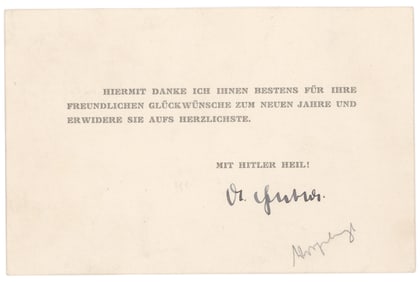 HIERMIT DANKE ICH IHNEN BESTENS FÜR IHRE
FREUNDLICHEN GLÜCKWÜNSCHE ZUM NEUEN JAHRE UND
ERWIDERE SIE AUFS HERZLICHSTE.
MIT HITLER HEIL!
Dr.